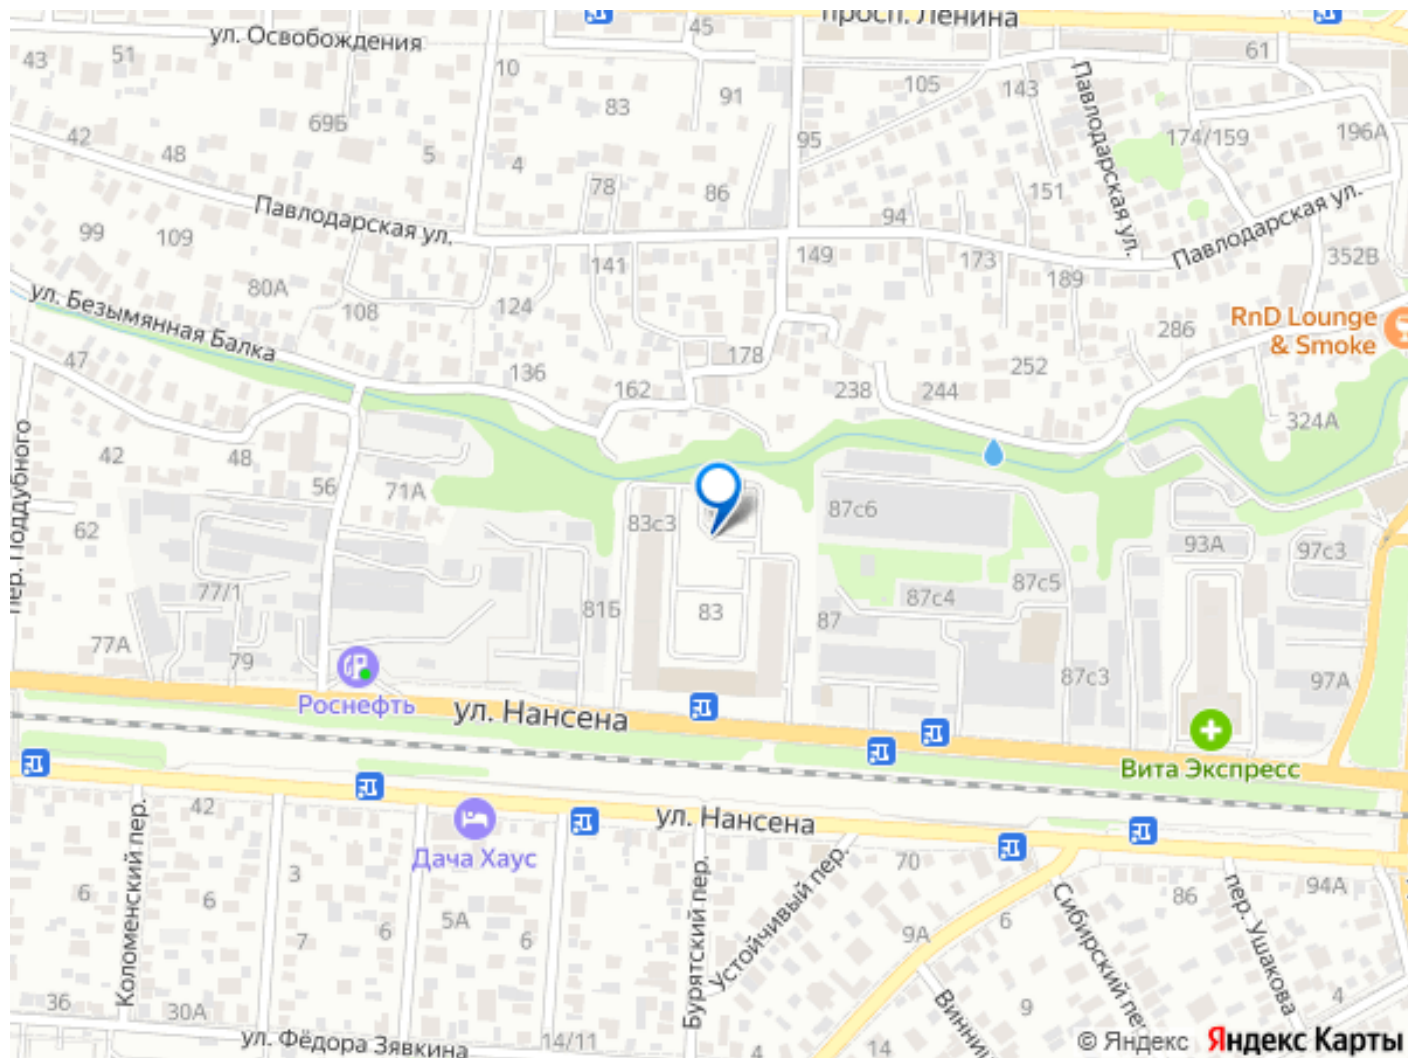 просп. Ленина
ул. Освобождения
45
61
43
51
10
83
91
105
143
Павлодарская ул.
174/159
196А
69Б
42
48
5
4
95
78
86
151
94
Павлодарская ул.
Павлодарская ул.
99
109
141
149
173
189
352В
80А
108
124
ул. Безымянная Балка
178
286
RnD Lounge
& Smoke
47
136
162
238
244
252
324А
пер. Поддубного
42
48
56
71А
83с3
87с6
62
93А
97с3
77/1
81Б
83
87
87с4
87с5
77А
79
87с3
97А
Роснефть
ул. Нансена
Вита Экспресс
42
Коломенский пер.
Дача Хаус
ул. Нансена
70
Бурятский пер.
Устойчивый пер.
Сибирский пе
86
пер. Ушакова
94А
6
6
3
7
6
5А
6
9А
6
9
4
36
30А
Винни
ул. Фёдора Зявкина
14/11
4
14
© Яндекс Яндекс Карты